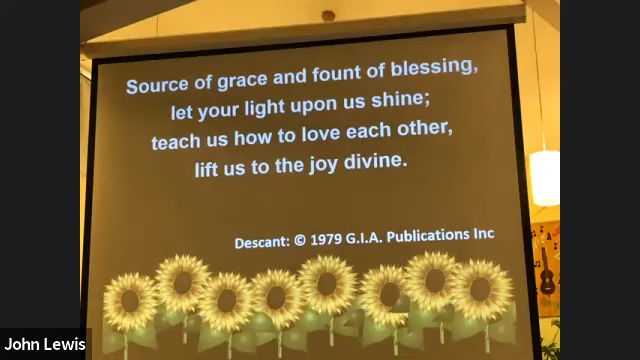 Source of grace and fount of blessing,
let your light upon us shine;
teach us how to love each other,
lift us to the joy divine.
Descant: © 1979 G.I.A. Publications Inc
John Lewis